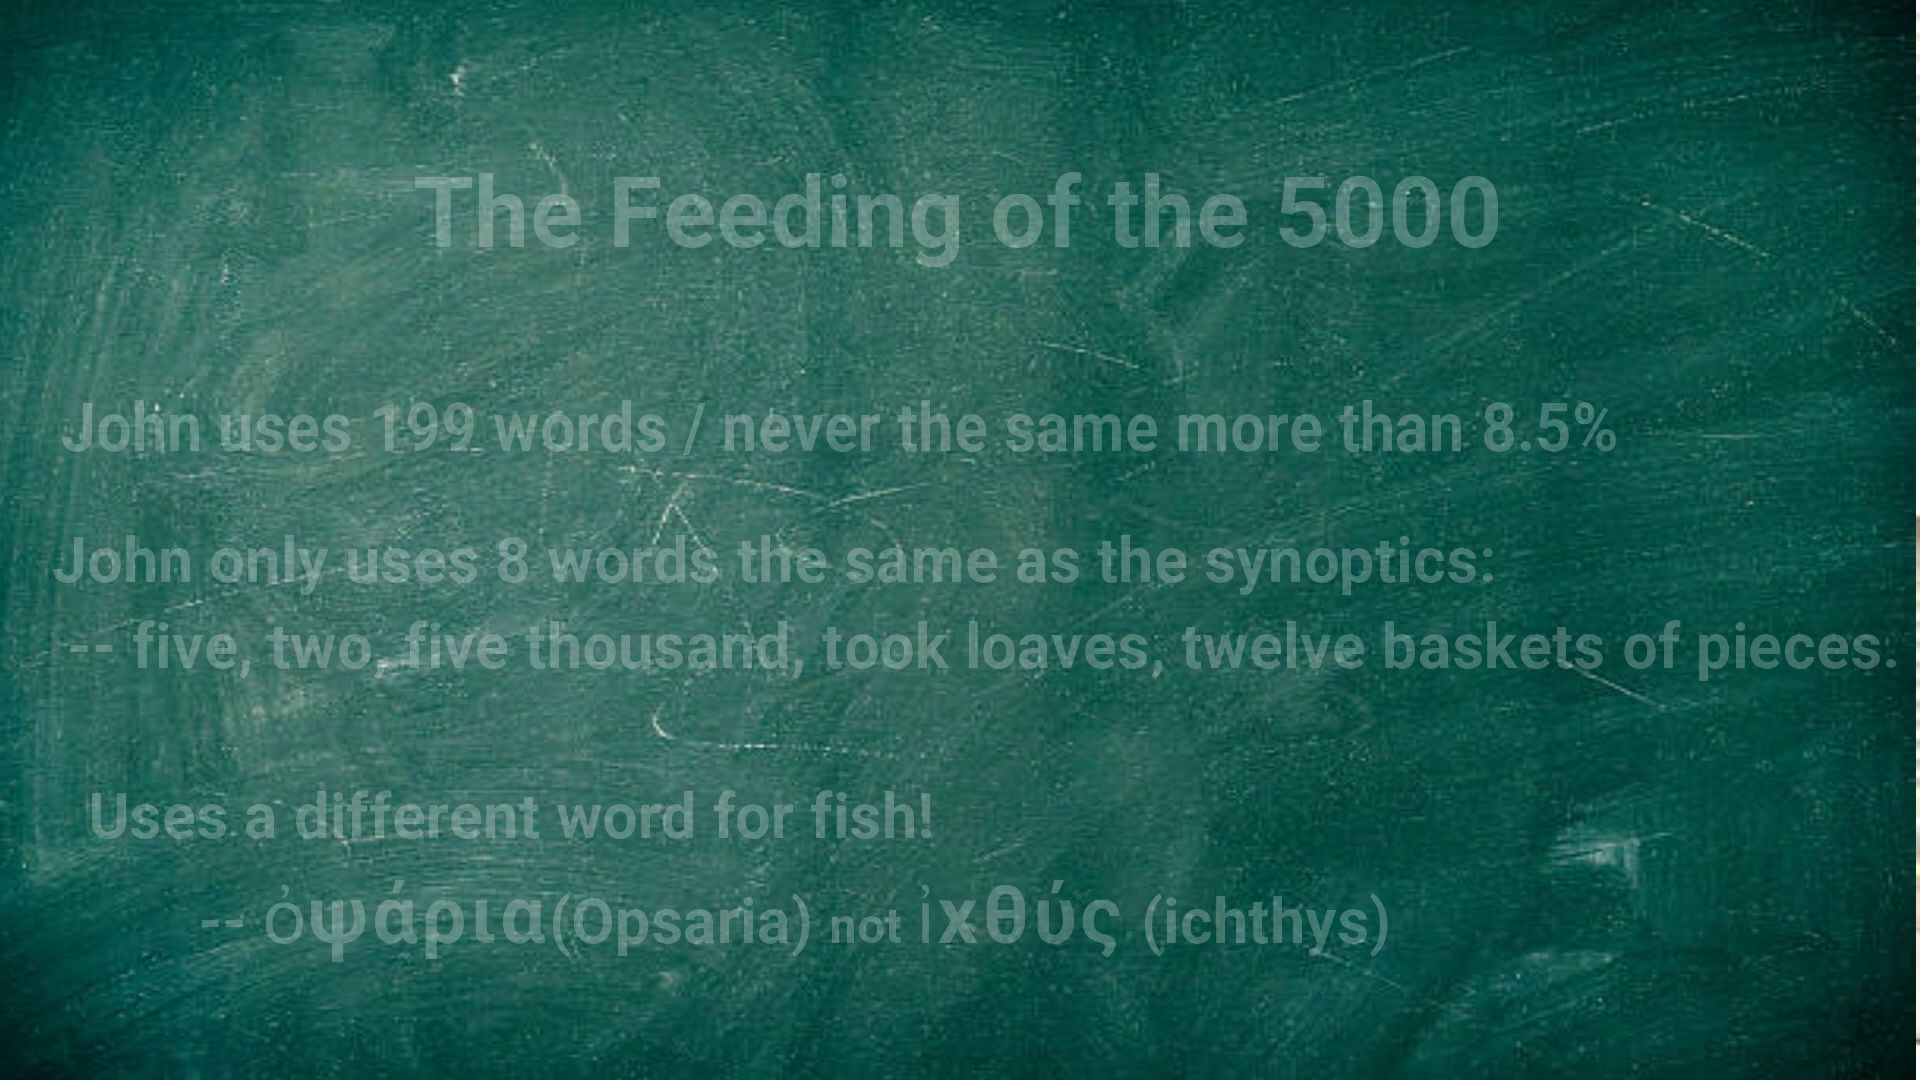 The Feeding of the 5000
John uses 199 words / never the same more than 8.5%
John only uses 8 words the same as the synoptics:
-- five, two, five thousand, took loaves, twelve baskets of pieces.
Uses a different word for fish!
-- ὀψάρια(Opsaria) not ἰχθύς (ichthys)